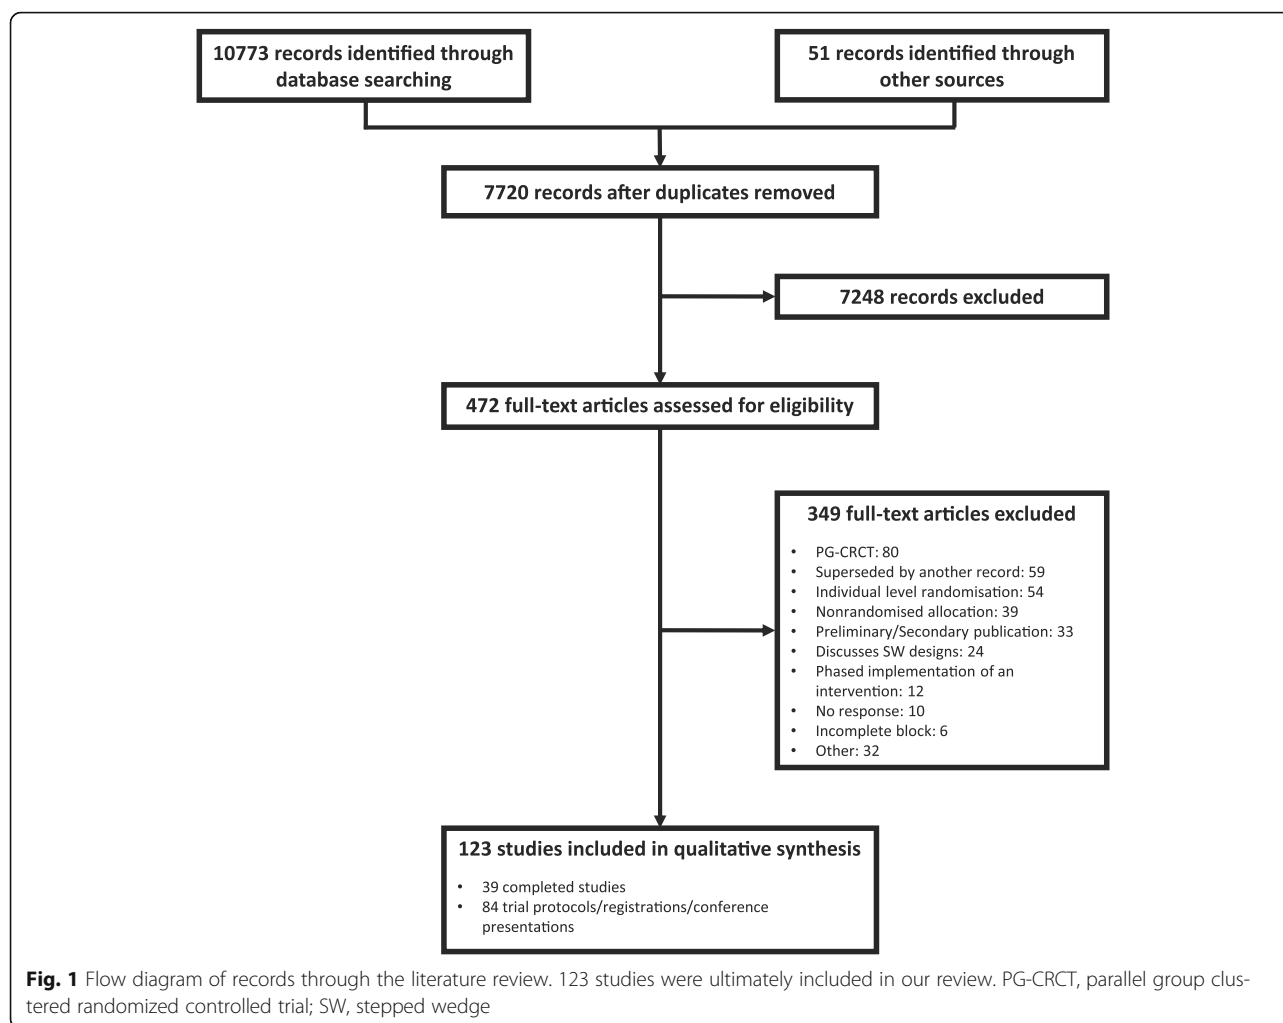 10773 records identified through
database searching
51 records identified through
other sources
7720 records after duplicates removed
7248 records excluded
472 full-text articles assessed for eligibility
349 full-text articles excluded
• PG-CRCT: 80
• Superseded by another record: 59
• Individual level randomisation: 54
• Nonrandomised allocation: 39
• Preliminary/Secondary publication: 33
• Discusses SW designs: 24
• Phased implementation of an
intervention: 12
• No response: 10
• Incomplete block: 6
• Other: 32
123 studies included in qualitative synthesis
• 39 completed studies
• 84 trial protocols/registrations/conference
presentations
Fig. 1 Flow diagram of records through the literature review. 123 studies were ultimately included in our review. PG-CRCT, parallel group clus-
tered randomized controlled trial; SW, stepped wedge